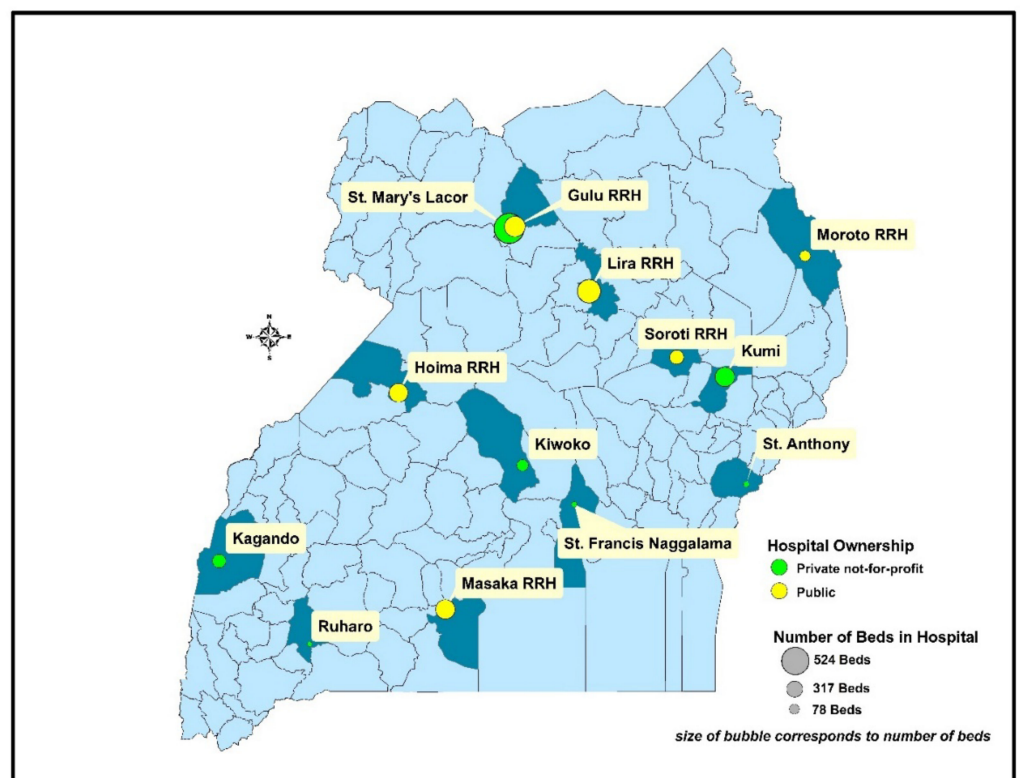 St. Mary's Lacor
Gulu RRH
Moroto RRH
Lira RRH
N
W
E
S
Soroti RRH
Kumi
Hoima RRH
Kiwoko
St. Anthony
Kagando
St. Francis Naggalama
Masaka RRH
Ruharo
Hospital Ownership
Private not-for-profit
Public
Number of Beds in Hospital
524 Beds
317 Beds
78 Beds
size of bubble corresponds to number of beds